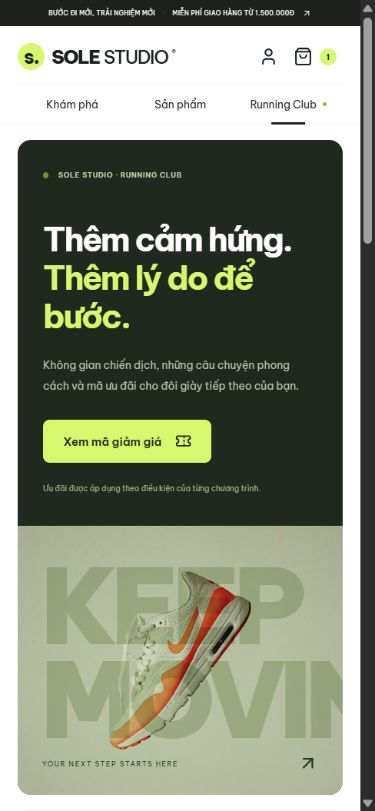 BƯỚC ĐI MỚI, TRẢI NGHIỆM MỚI · MIỄN PHÍ GIAO HÀNG TỪ 1.500.000Đ ↗
s. SOLE STUDIO° 1
Khám phá Sản phẩm Running Club
SOLE STUDIO · RUNNING CLUB
Thêm cảm hứng.
Thêm lý do để
bước.
Không gian chiến dịch, những câu chuyện phong
cách và mã ưu đãi cho đôi giày tiếp theo của bạn.
Xem mã giảm giá
Ưu đãi được áp dụng theo điều kiện của từng chương trình.
KEEP
MOVIN
YOUR NEXT STEP STARTS HERE